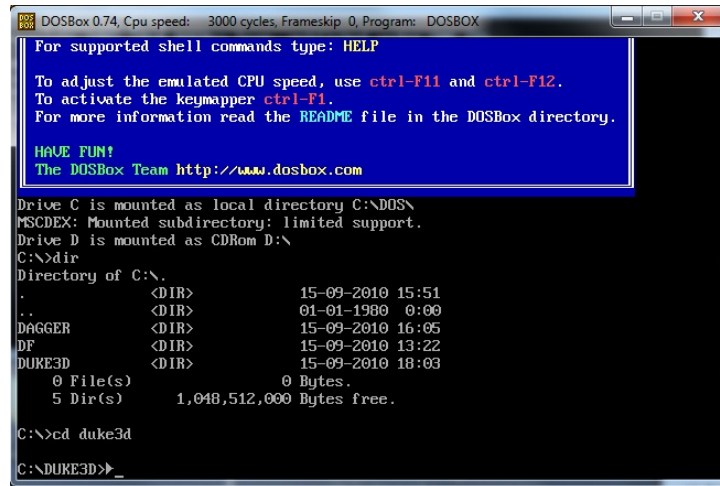 DOSBox 0.74, Cpu speed: 3000 cycles, Frameskip 0, Program: DOSBOX
For supported shell commands type: HELP
To adjust the emulated CPU speed, use ctrl-F11 and ctrl-F12.
To activate the keymapper ctrl-F1.
For more information read the README file in the DOSBox directory.
HAVE FUN!
The DOSBox Team http://www.dosbox.com
Drive C is mounted as local directory C:\DOS\
MSCDEX: Mounted subdirectory: limited support.
Drive D is mounted as CDRom D:\
C:\>dir
Directory of C:\.
. <DIR> 15-09-2010 15:51
.. <DIR> 01-01-1980 0:00
DAGGER <DIR> 15-09-2010 16:05
DF <DIR> 15-09-2010 13:22
DUKE3D <DIR> 15-09-2010 18:03
0 File(s) 0 Bytes.
5 Dir(s) 1,048,512,000 Bytes free.
C:\>cd duke3d
C:\DUKE3D>_